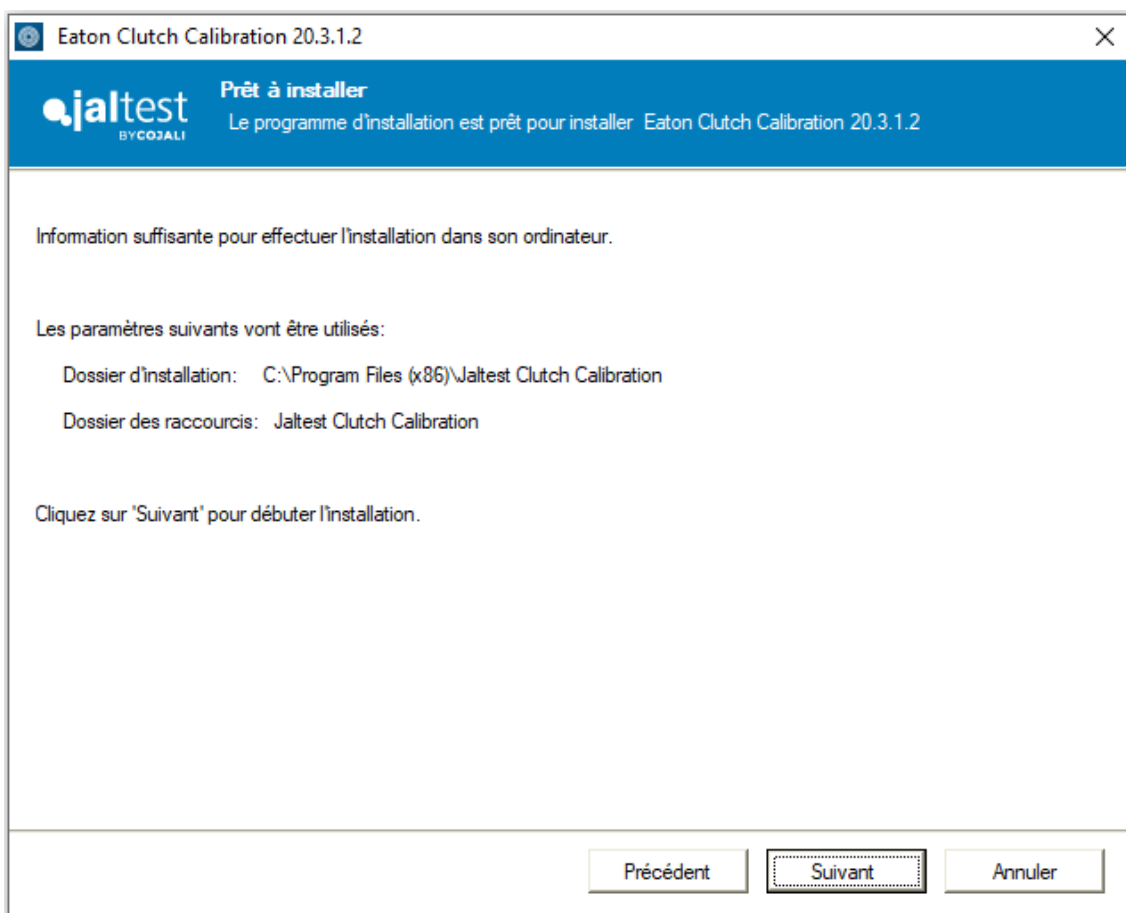 Eaton Clutch Calibration 20.3.1.2
jaltest
BY COJALI
Prêt à installer
Le programme d'installation est prêt pour installer Eaton Clutch Calibration 20.3.1.2
Information suffisante pour effectuer l'installation dans son ordinateur.
Les paramètres suivants vont être utilisés:
Dossier d'installation: C:\Program Files (x86)\Jaltest Clutch Calibration
Dossier des raccourcis: Jaltest Clutch Calibration
Cliquez sur 'Suivant' pour débuter l'installation.
Précédent Suivant Annuler